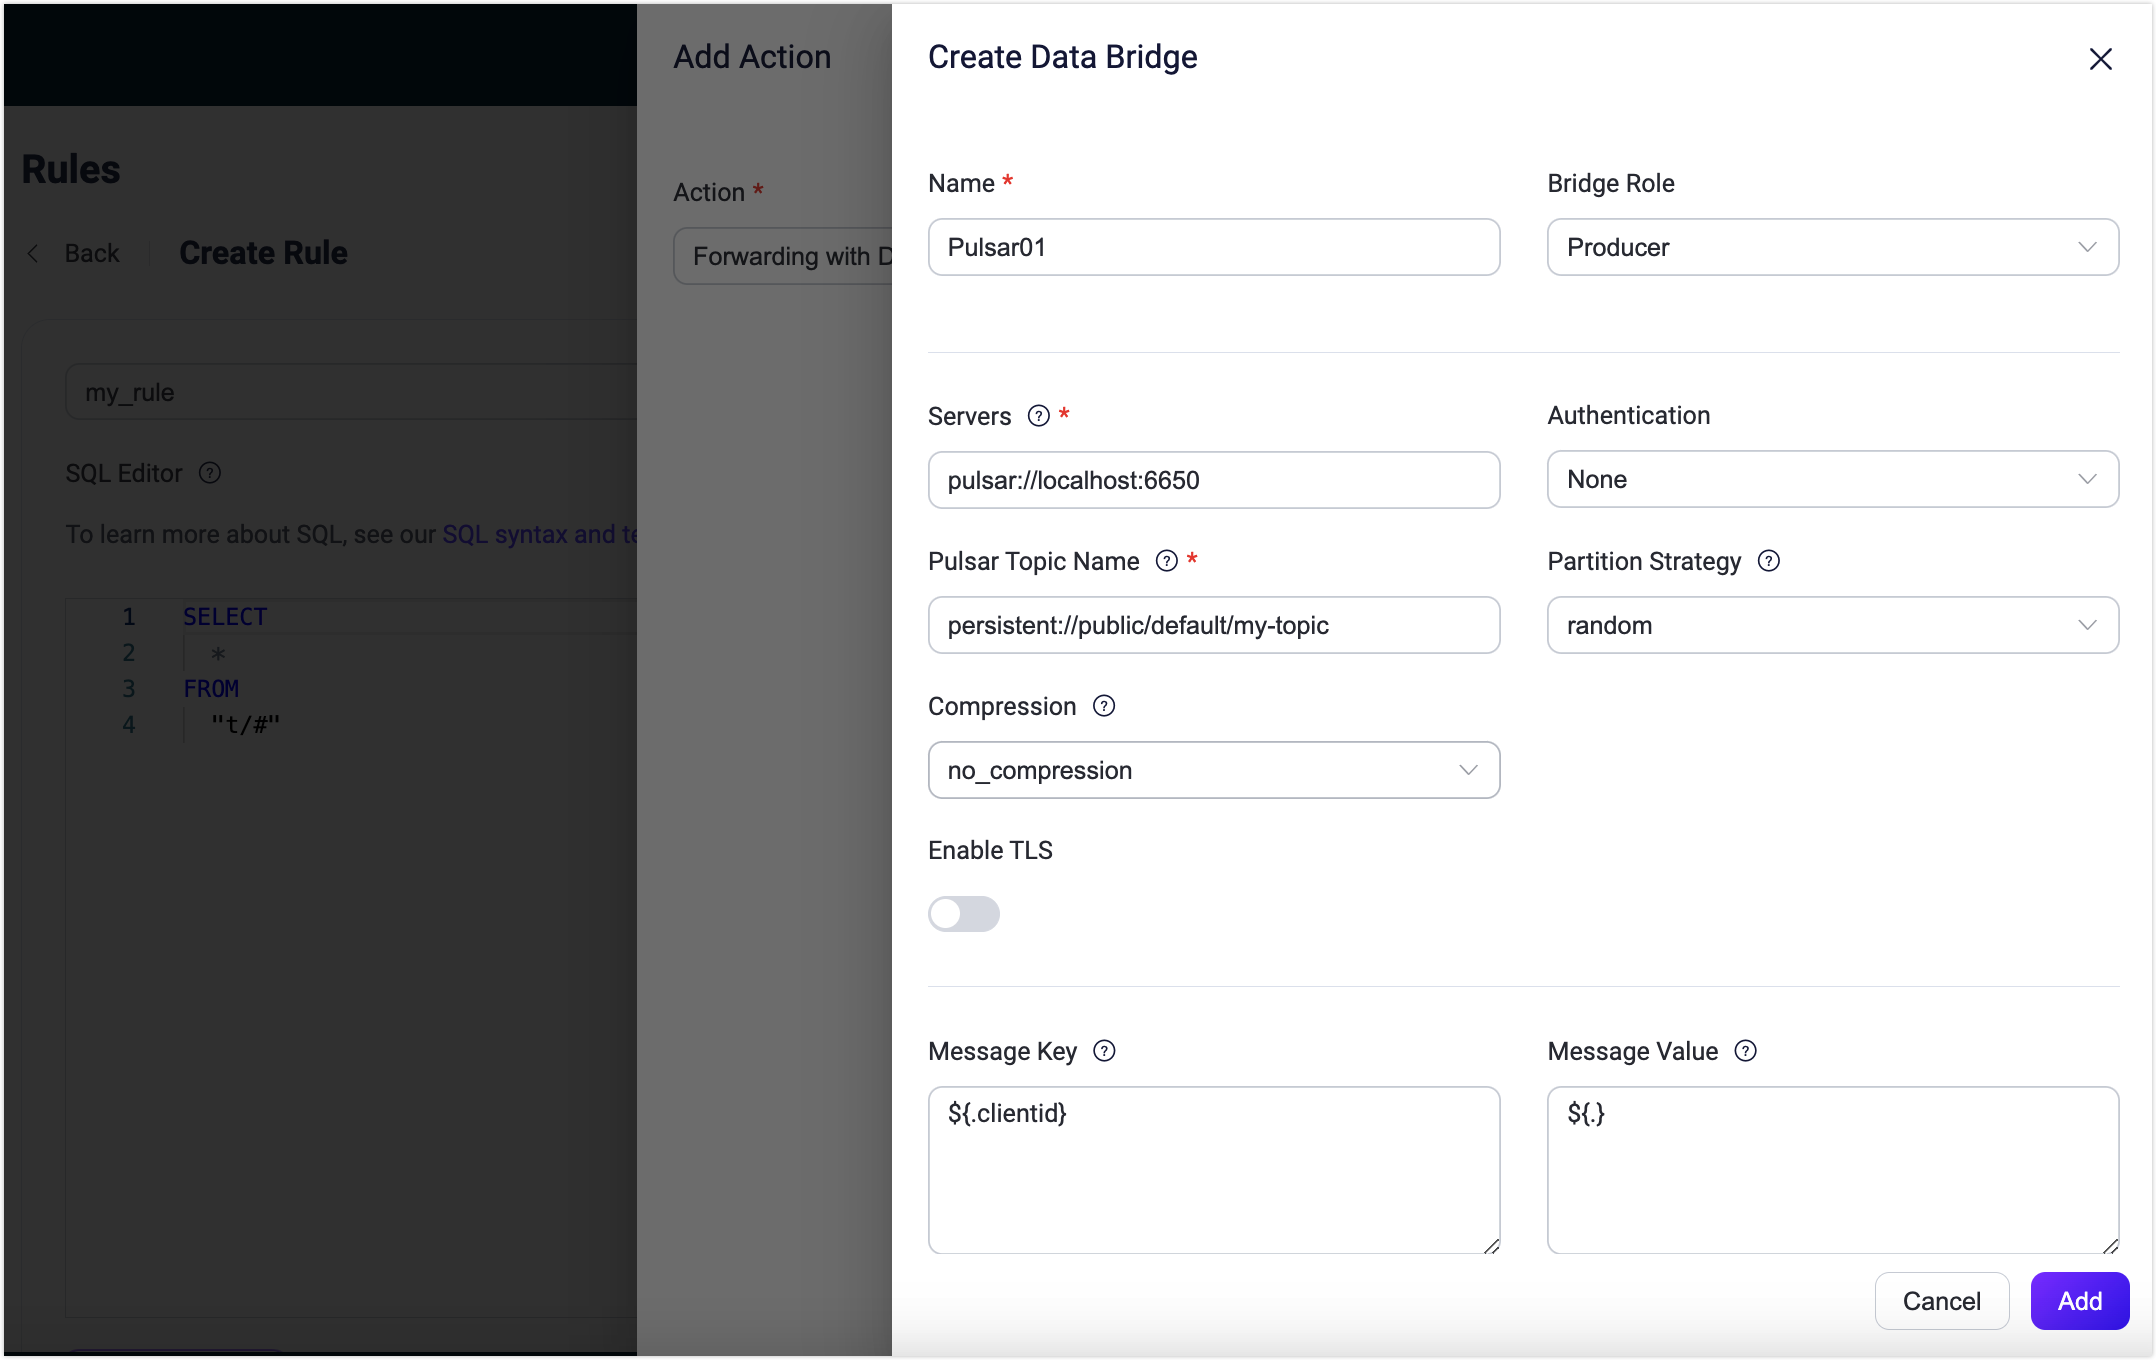 Rules
Back
Create Rule
my_rule
SQL Editor ?
To learn more about SQL, see our SQL syntax and te
1 SELECT
2 *
3 FROM
4 "t/#"
Add Action
Action *
Forwarding with D
Create Data Bridge
Name *
Pulsar01
Bridge Role
Producer
Servers ? *
pulsar://localhost:6650
Authentication
None
Pulsar Topic Name ? *
persistent://public/default/my-topic
Partition Strategy ?
random
Compression ?
no_compression
Enable TLS
Message Key ?
${.clientid}
Message Value ?
${.}
Cancel
Add